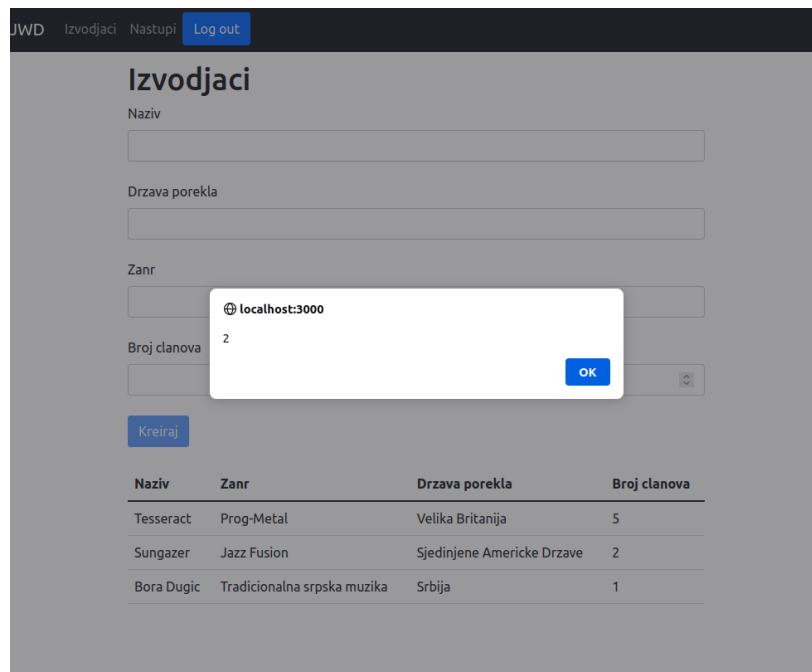 JWD Izvodjaci Nastupi Log out
Izvodjaci
Naziv
Drzava porekla
Zanr
localhost:3000
2
Broj clanova
OK
Kreiraj
Naziv Zanr Drzava porekla Broj clanova
Tesseract Prog-Metal Velika Britanija 5
Sungazer Jazz Fusion Sjedinjene Americke Drzave 2
Bora Dugic Tradicionalna srpska muzika Srbija 1